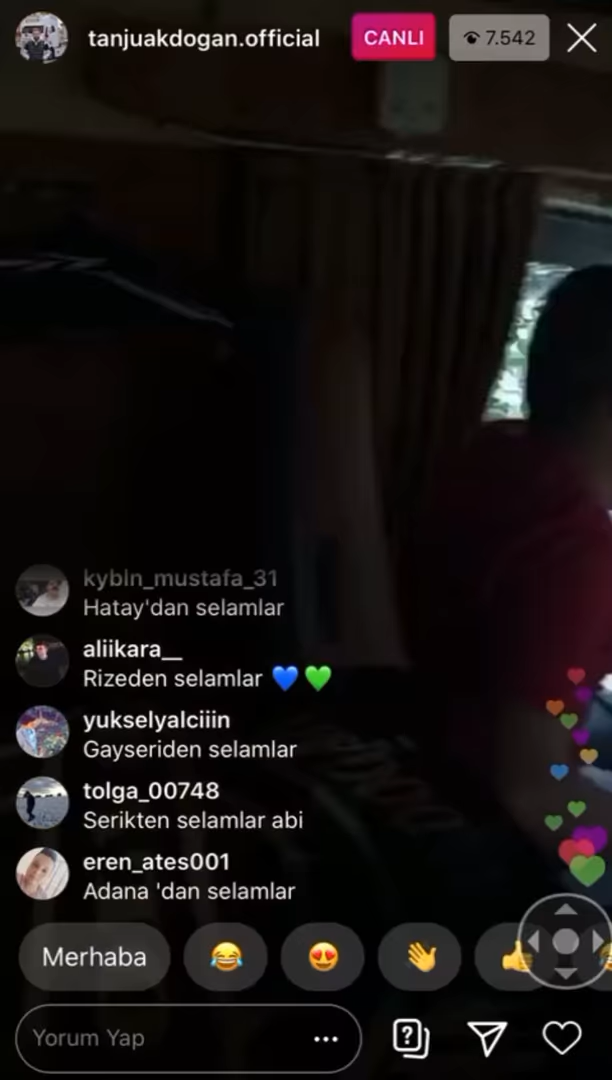 tanjuakdogan.official CANLI 7.542
kybln_mustafa_31
Hatay'dan selamlar
aliikara__
Rizeden selamlar 💙💚
yukselyalciiin
Gayseriden selamlar
tolga_00748
Serikten selamlar abi
eren_ates001
Adana 'dan selamlar
Merhaba 😂 😍 👋 👍
Yorum Yap